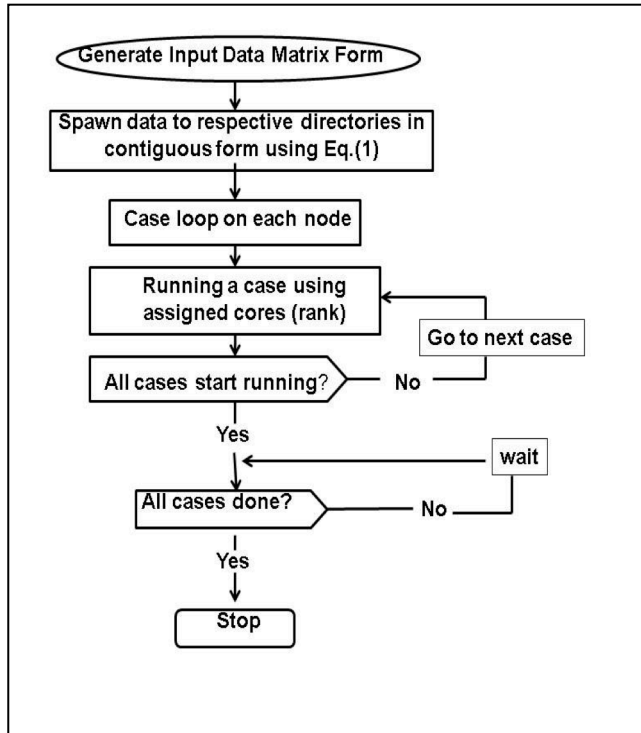 Generate Input Data Matrix Form
Spawn data to respective directories in
contiguous form using Eq.(1)
Case loop on each node
Running a case using
assigned cores (rank)
Go to next case
All cases start running?
No
Yes
wait
All cases done?
No
Yes
Stop